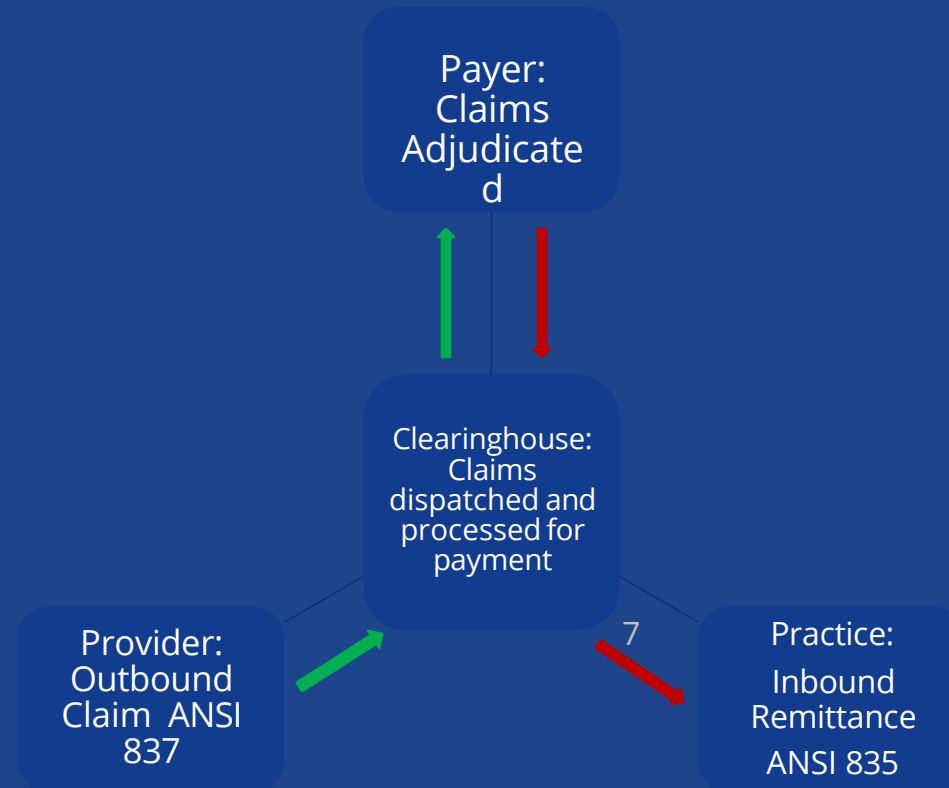 Payer:
Claims
Adjudicate
d
Clearinghouse:
Claims
dispatched and
processed for
payment
Provider:
Outbound
Claim ANSI
837
7
Practice:
Inbound
Remittance
ANSI 835